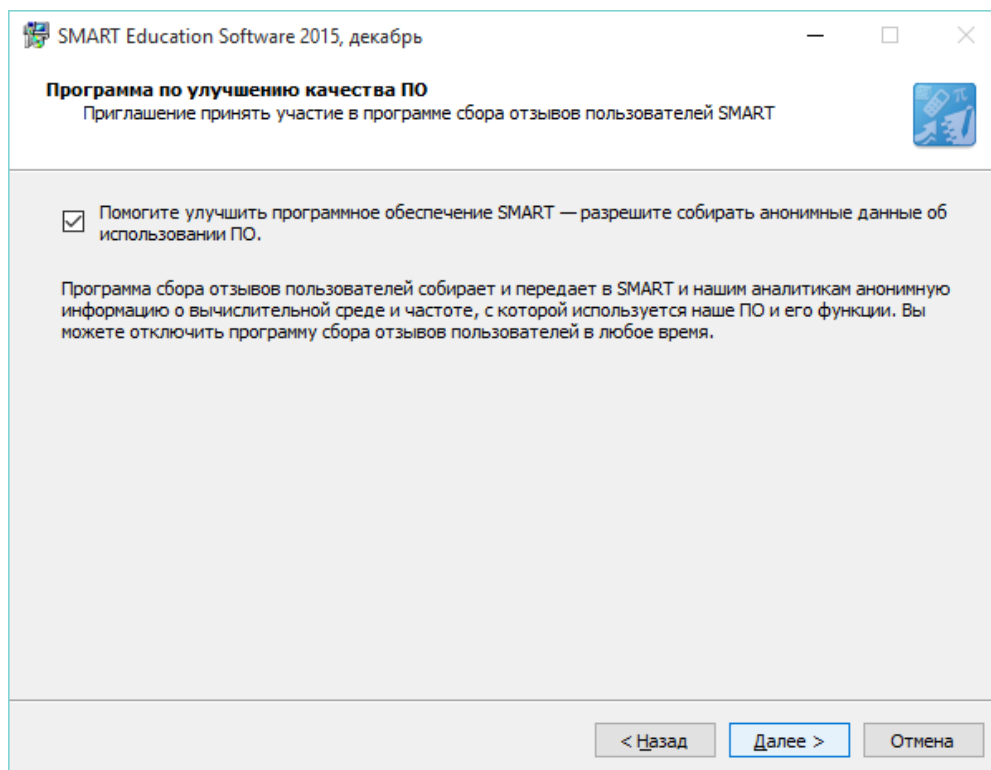 SMART Education Software 2015, декабрь
Программа по улучшению качества ПО
Приглашение принять участие в программе сбора отзывов пользователей SMART
Помогите улучшить программное обеспечение SMART — разрешите собирать анонимные данные об
использовании ПО.
Программа сбора отзывов пользователей собирает и передает в SMART и нашим аналитикам анонимную
информацию о вычислительной среде и частоте, с которой используется наше ПО и его функции. Вы
можете отключить программу сбора отзывов пользователей в любое время.
< Назад
Далее >
Отмена